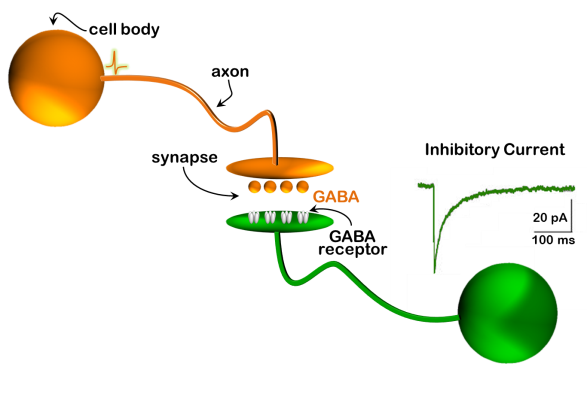 cell body
axon
synapse
Inhibitory Current
GABA
20 pA
100 ms
GABA
receptor